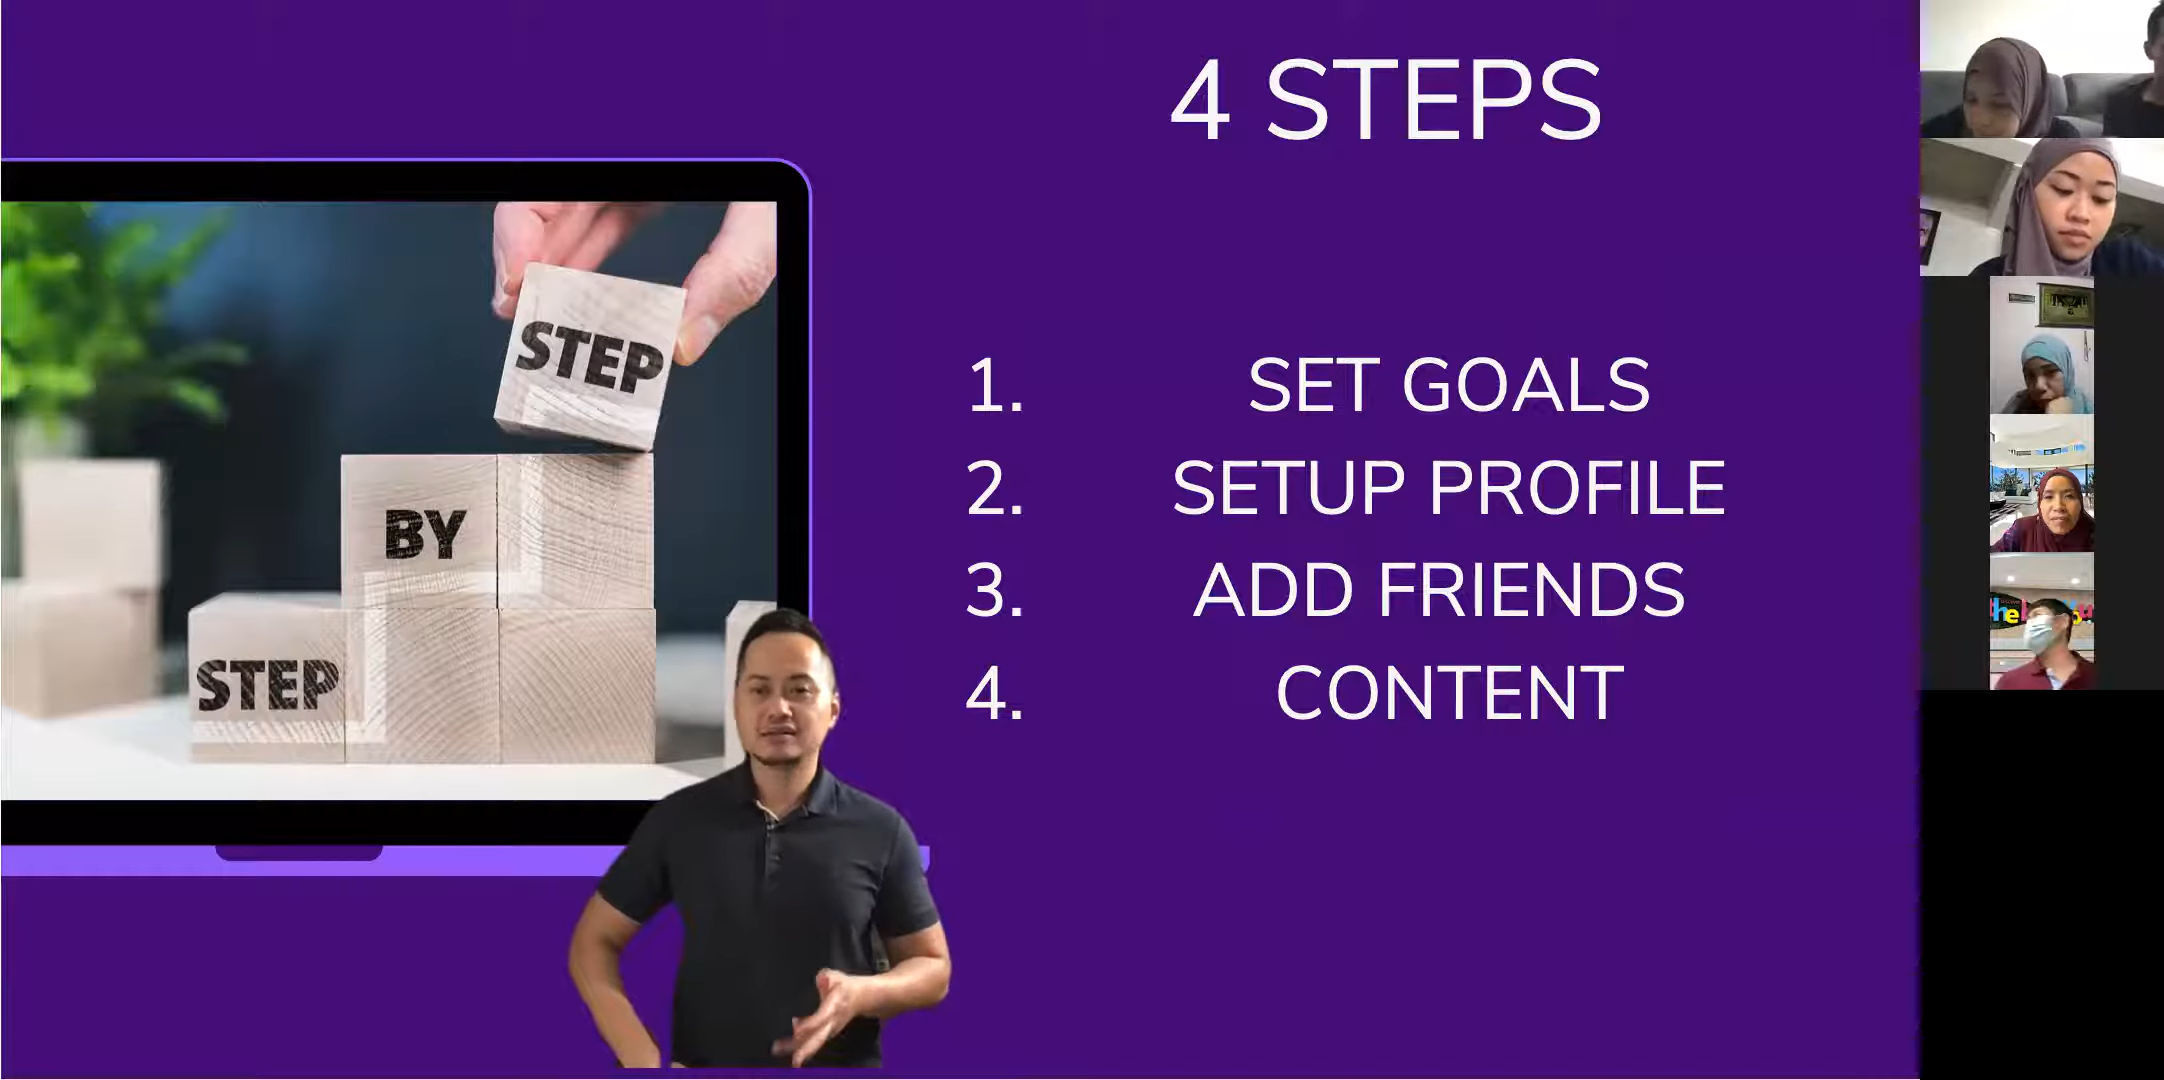 4 STEPS
STEP
BY
STEP
1. SET GOALS
2. SETUP PROFILE
3. ADD FRIENDS
4. CONTENT